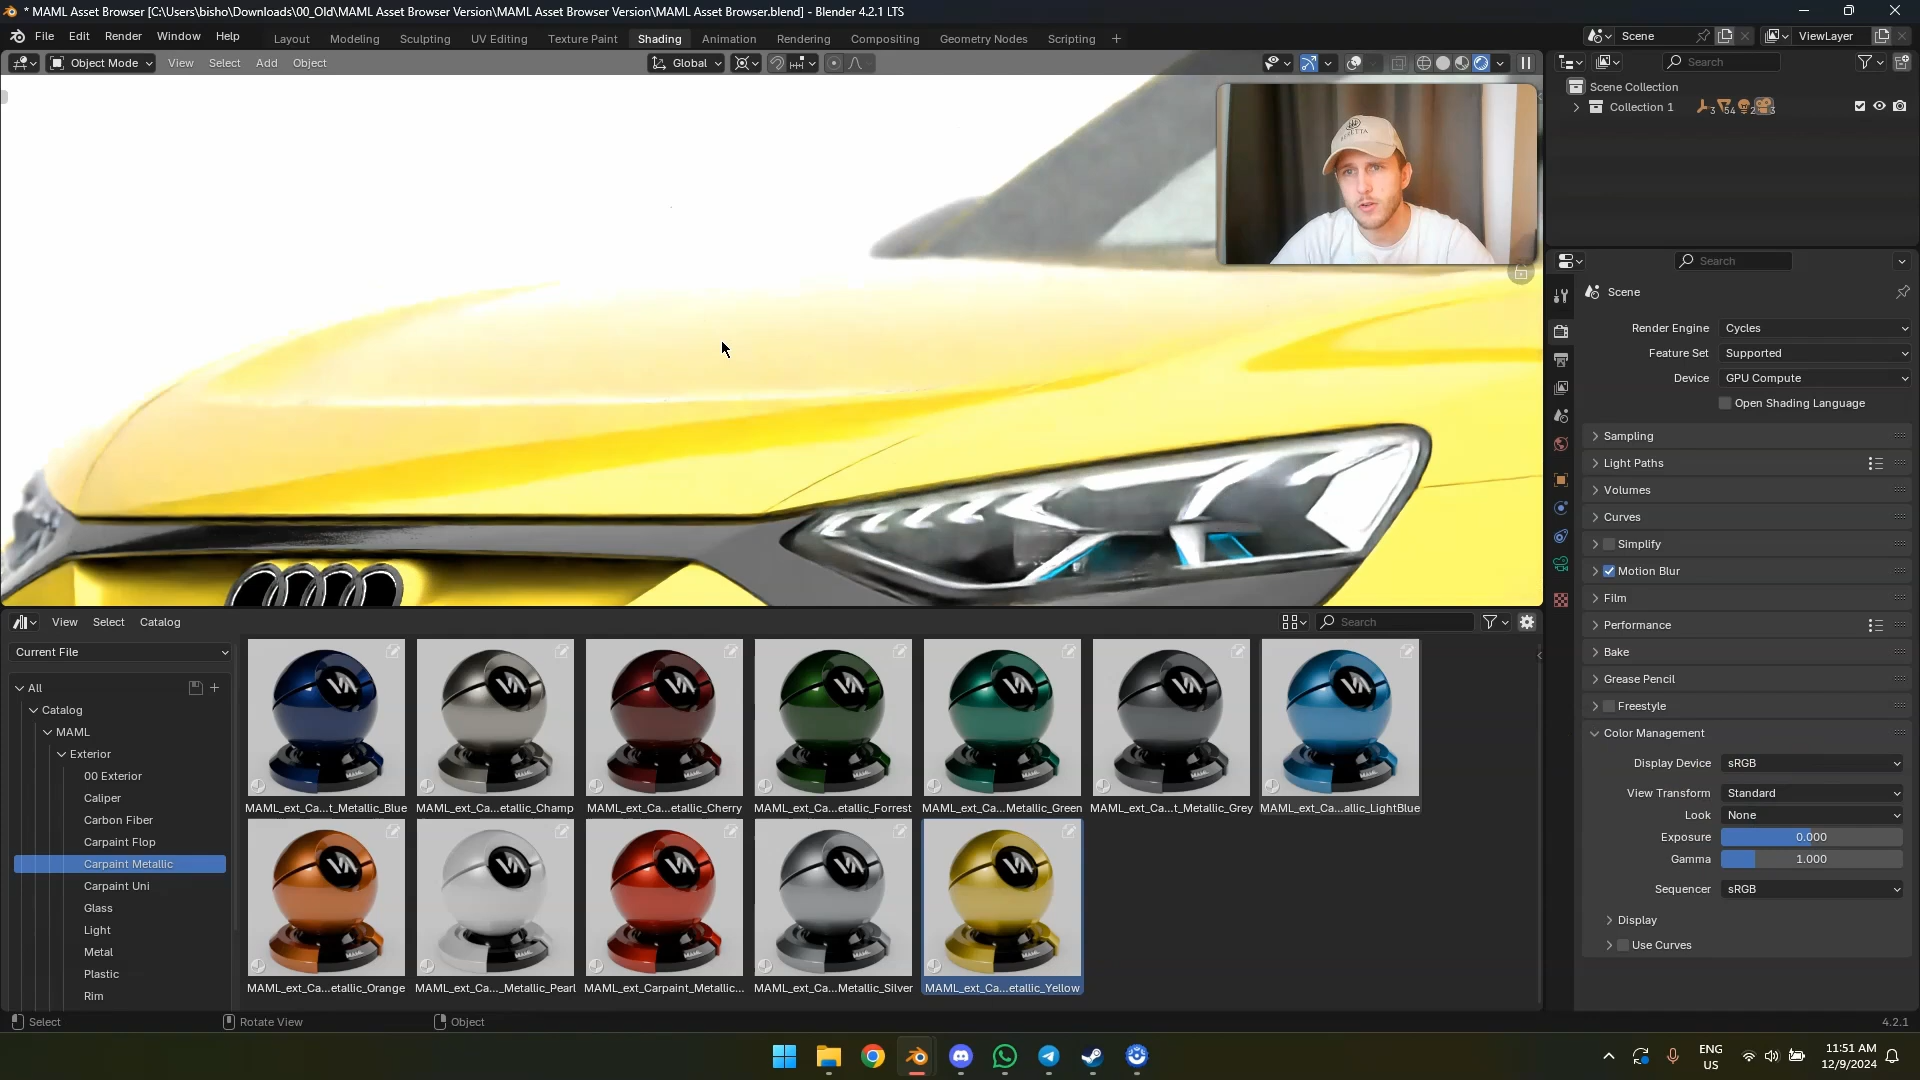 * MAML Asset Browser [C:\Users\bisho\Downloads\00_Old\MAML Asset Browser Version\MAML Asset Browser Version\MAML Asset Browser.blend] - Blender 4.2.1 LTS
File Edit Render Window Help
Layout Modeling Sculpting UV Editing Texture Paint Shading Animation Rendering Compositing Geometry Nodes Scripting +
Scene
ViewLayer
Object Mode View Select Add Object
Global
Search
Scene Collection
Collection 1 3 54 2 3
BERETTA
Search
Scene
Render Engine Cycles
Feature Set Supported
Device GPU Compute
Open Shading Language
Sampling
Light Paths
Volumes
Curves
Simplify
Motion Blur
Film
Performance
Bake
Grease Pencil
Freestyle
Color Management
Display Device sRGB
View Transform Standard
Look None
Exposure 0.000
Gamma 1.000
Sequencer sRGB
Display
Use Curves
View Select Catalog
Search
Current File
All
Catalog
MAML
Exterior
00 Exterior
Caliper
Carbon Fiber
Carpaint Flop
Carpaint Metallic
Carpaint Uni
Glass
Light
Metal
Plastic
Rim
MAML_ext_Ca...t_Metallic_Blue MAML_ext_Ca...etallic_Champ MAML_ext_Ca...etallic_Cherry MAML_ext_Ca...etallic_Forrest MAML_ext_Ca...Metallic_Green MAML_ext_Ca...t_Metallic_Grey MAML_ext_Ca...allic_LightBlue
MAML_ext_Ca...etallic_Orange MAML_ext_Ca..._Metallic_Pearl MAML_ext_Carpaint_Metallic... MAML_ext_Ca...Metallic_Silver MAML_ext_Ca...etallic_Yellow
Select Rotate View Object 4.2.1
ENG
US
11:51 AM
12/9/2024